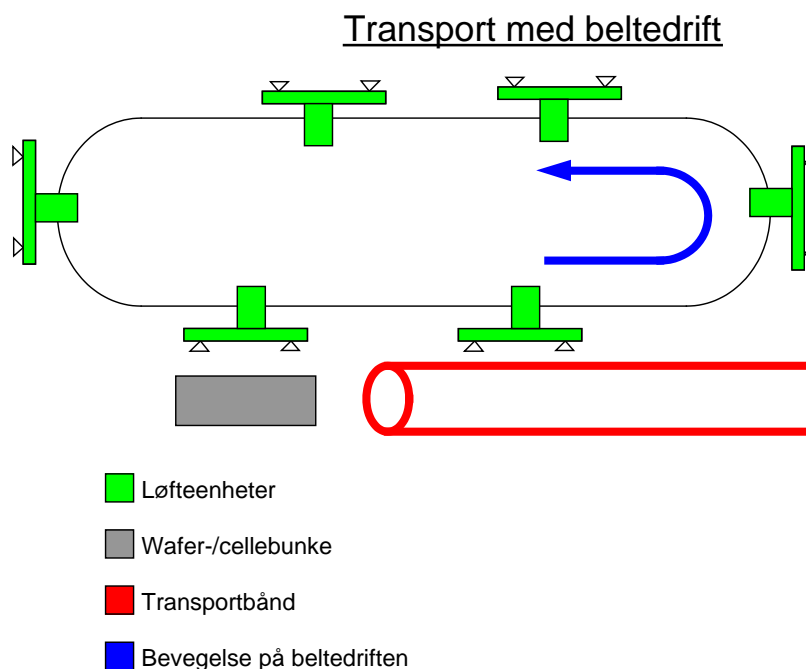 Transport med beltedrift
Løfteenheter
Wafer-/cellebunke
Transportbånd
Bevegelse på beltedriften